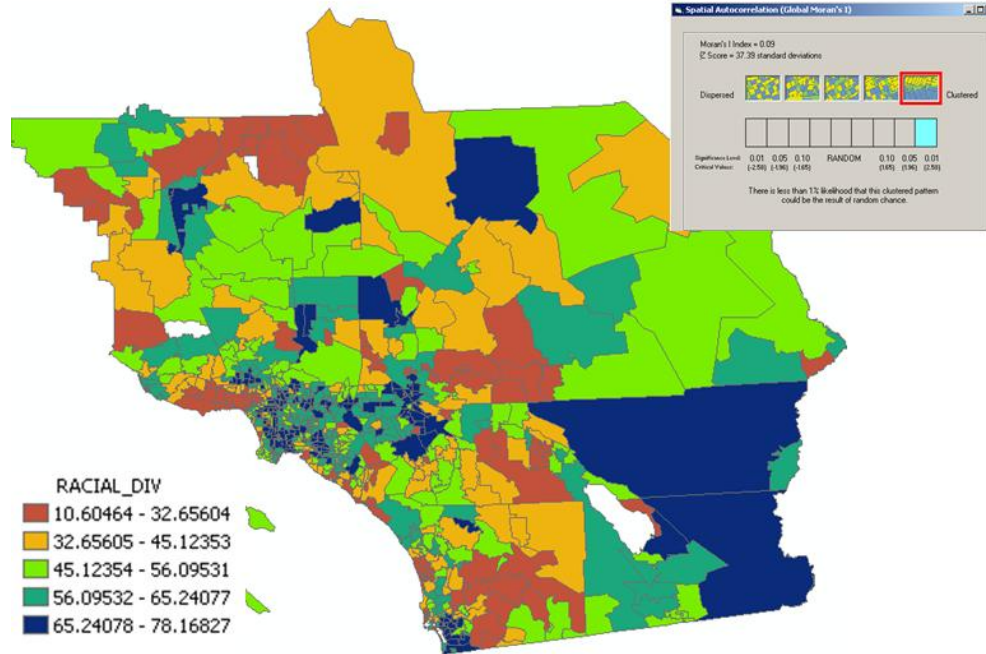 Spatial Autocorrelation (Global Moran's I)
Moran's I Index = 0.09
Z Score = 37.39 standard deviations
Dispersed Clustered
Significance Level: 0.01 0.05 0.10 RANDOM 0.10 0.05 0.01
Critical Values: (-2.58) (-1.96) (-1.65) (1.65) (1.96) (2.58)
There is less than 1% likelihood that this clustered pattern
could be the result of random chance.
RACIAL_DIV
10.60464 - 32.65604
32.65605 - 45.12353
45.12354 - 56.09531
56.09532 - 65.24077
65.24078 - 78.16827